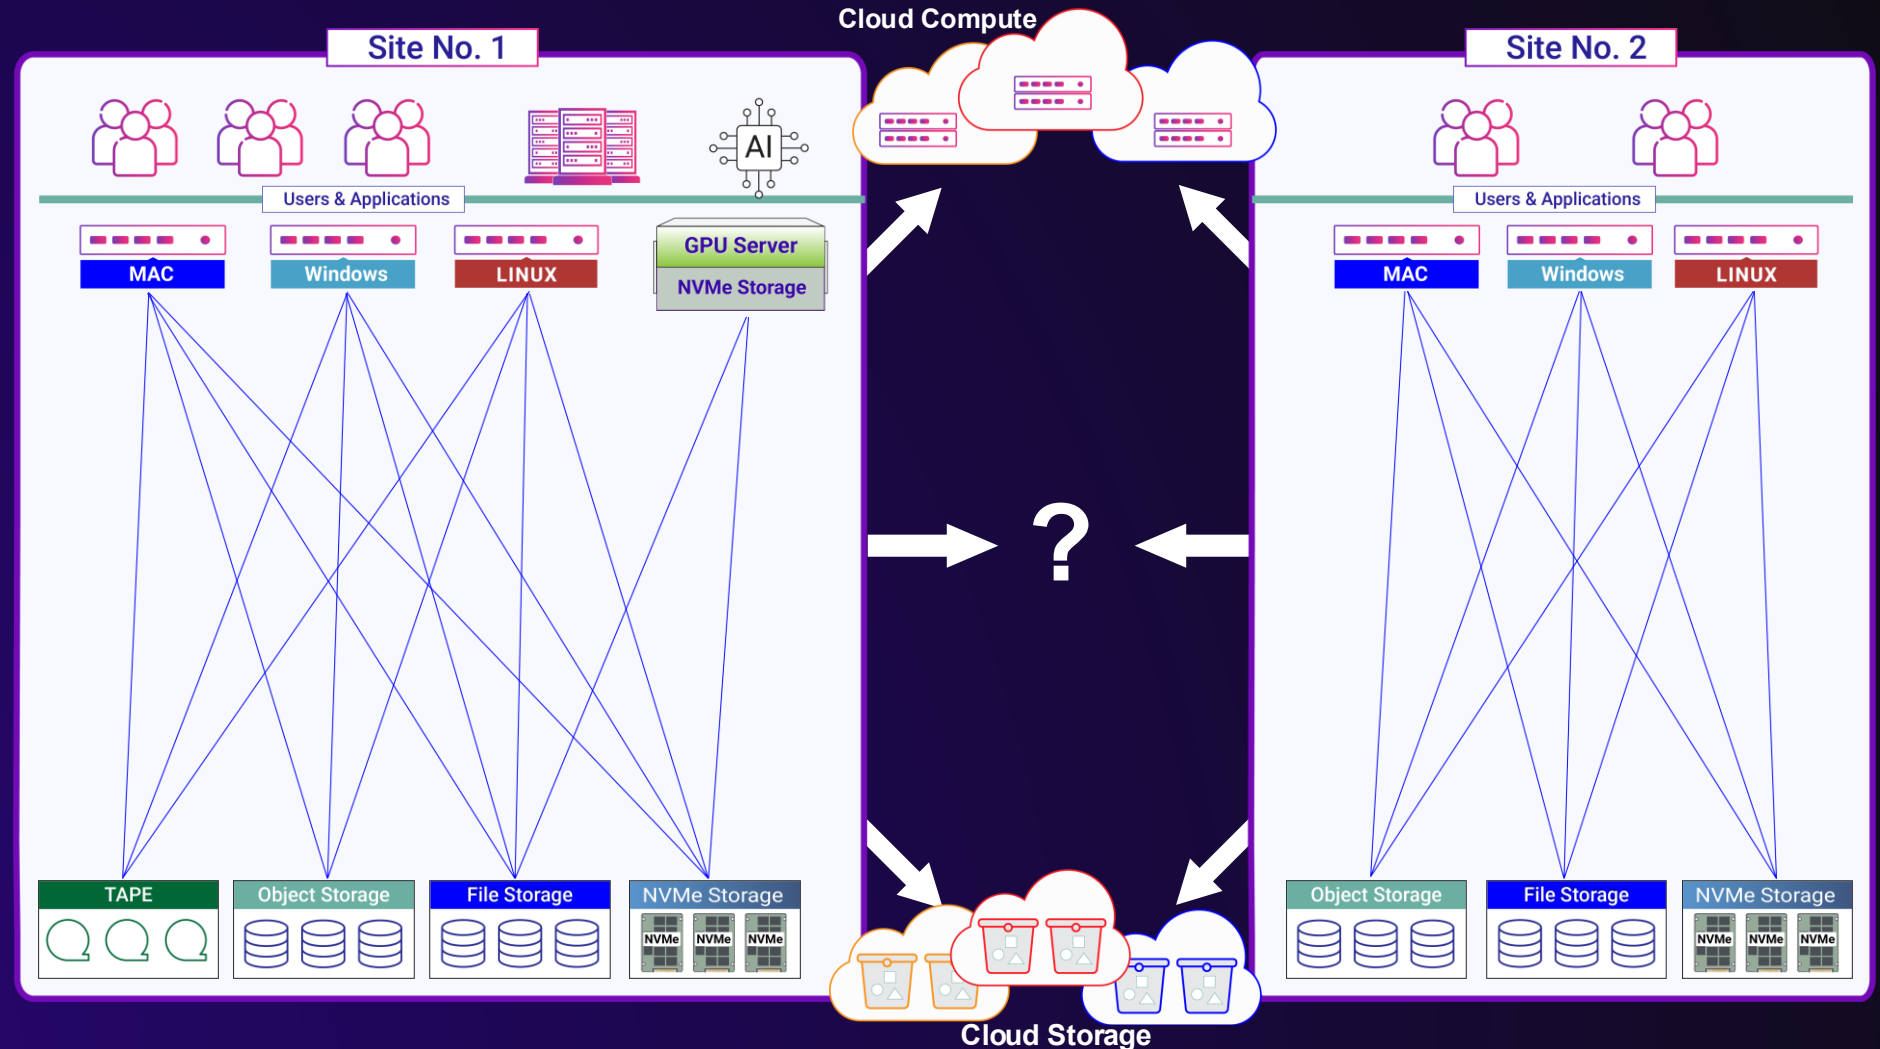 Cloud Compute
Site No. 1
Site No. 2
AI
Users & Applications
Users & Applications
MAC
Windows
LINUX
GPU Server
NVMe Storage
MAC
Windows
LINUX
?
TAPE
Object Storage
File Storage
NVMe Storage
NVMe
NVMe
NVMe
Object Storage
File Storage
NVMe Storage
NVMe
NVMe
NVMe
Cloud Storage